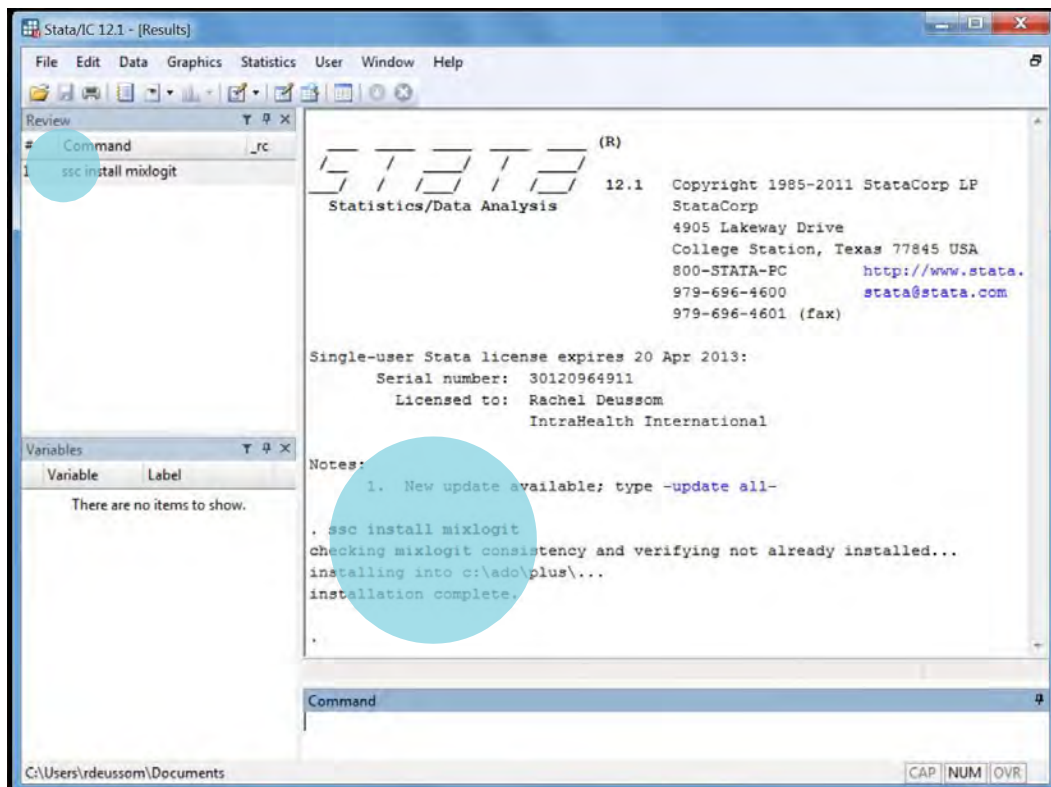 Stata/IC 12.1 - [Results]
File Edit Data Graphics Statistics User Window Help
Review
# Command _rc
1 ssc install mixlogit
Variables
Variable Label
There are no items to show.
(R)
STATA
12.1 Copyright 1985-2011 StataCorp LP
Statistics/Data Analysis StataCorp
4905 Lakeway Drive
College Station, Texas 77845 USA
800-STATA-PC http://www.stata.
979-696-4600 stata@stata.com
979-696-4601 (fax)
Single-user Stata license expires 20 Apr 2013:
Serial number: 30120964911
Licensed to: Rachel Deussom
IntraHealth International
Notes:
1. New update available; type -update all-
. ssc install mixlogit
checking mixlogit consistency and verifying not already installed...
installing into c:\ado\plus\...
installation complete.
.
Command
C:\Users\rdeussom\Documents
CAP NUM OVR